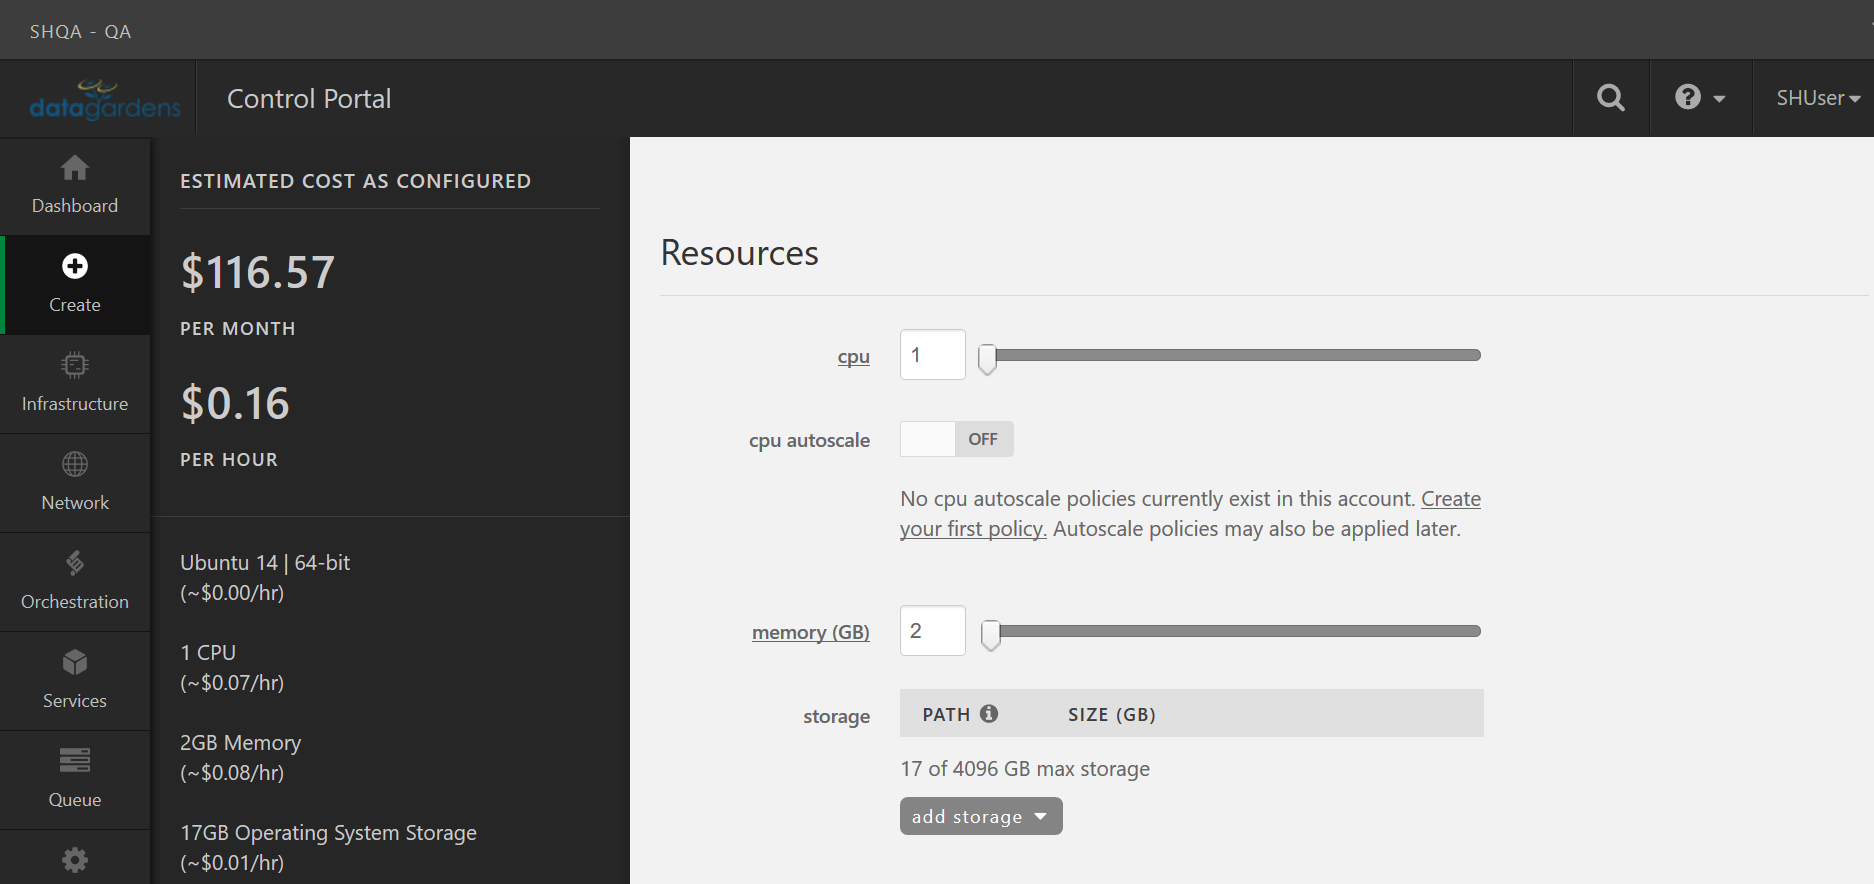 SHQA - QA
datagardens
Control Portal
SHUser
Dashboard
Create
Infrastructure
Network
Orchestration
Services
Queue
ESTIMATED COST AS CONFIGURED
$116.57
PER MONTH
$0.16
PER HOUR
Ubuntu 14 | 64-bit
(~$0.00/hr)
1 CPU
(~$0.07/hr)
2GB Memory
(~$0.08/hr)
17GB Operating System Storage
(~$0.01/hr)
Resources
cpu 1
cpu autoscale OFF
No cpu autoscale policies currently exist in this account. Create
your first policy. Autoscale policies may also be applied later.
memory (GB) 2
storage PATH SIZE (GB)
17 of 4096 GB max storage
add storage